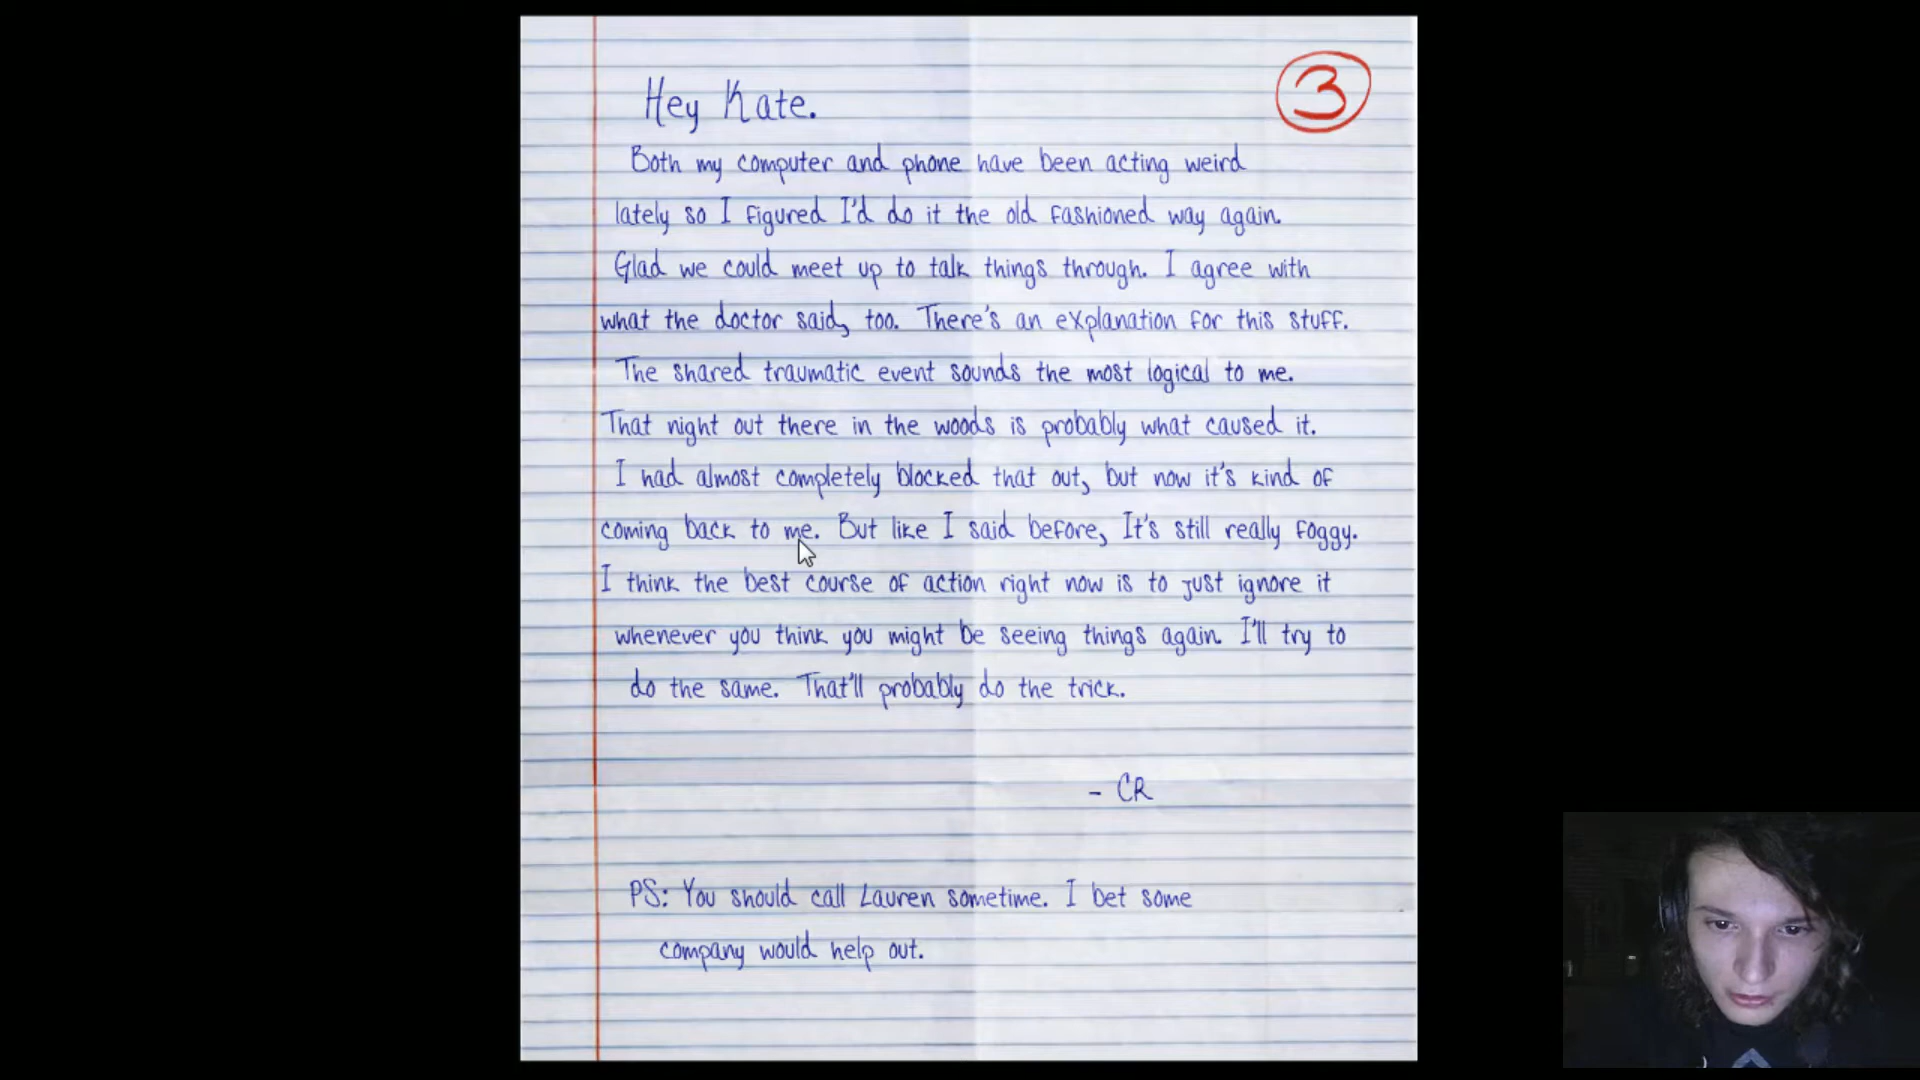 3
Hey Kate.
Both my computer and phone have been acting weird
lately so I figured I'd do it the old fashioned way again.
Glad we could meet up to talk things through. I agree with
what the doctor said, too. There's an explanation for this stuff.
The shared traumatic event sounds the most logical to me.
That night out there in the woods is probably what caused it.
I had almost completely blocked that out, but now it's kind of
coming back to me. But like I said before, It's still really foggy.
I think the best course of action right now is to just ignore it
whenever you think you might be seeing things again. I'll try to
do the same. That'll probably do the trick.
- CR
PS: You should call Lauren sometime. I bet some
company would help out.